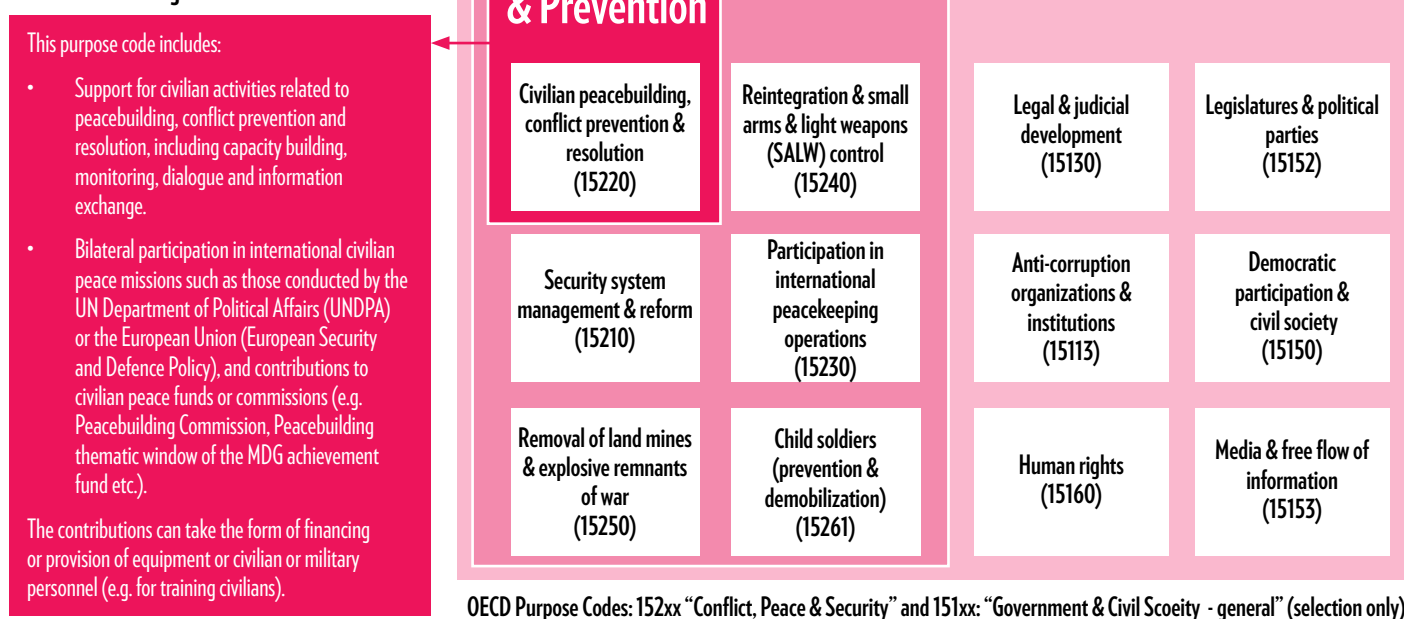 & Prevention
This purpose code includes:
• Support for civilian activities related to
peacebuilding, conflict prevention and
resolution, including capacity building,
monitoring, dialogue and information
exchange.
• Bilateral participation in international civilian
peace missions such as those conducted by the
UN Department of Political Affairs (UNDPA)
or the European Union (European Security
and Defence Policy), and contributions to
civilian peace funds or commissions (e.g.
Peacebuilding Commission, Peacebuilding
thematic window of the MDG achievement
fund etc.).
The contributions can take the form of financing
or provision of equipment or civilian or military
personnel (e.g. for training civilians).
Civilian peacebuilding,
conflict prevention &
resolution
(15220)
Reintegration & small
arms & light weapons
(SALW) control
(15240)
Legal & judicial
development
(15130)
Legislatures & political
parties
(15152)
Security system
management & reform
(15210)
Participation in
international
peacekeeping
operations
(15230)
Anti-corruption
organizations &
institutions
(15113)
Democratic
participation &
civil society
(15150)
Removal of land mines
& explosive remnants
of war
(15250)
Child soldiers
(prevention &
demobilization)
(15261)
Human rights
(15160)
Media & free flow of
information
(15153)
OECD Purpose Codes: 152xx “Conflict, Peace & Security” and 151xx: “Government & Civil Scoeity - general” (selection only)